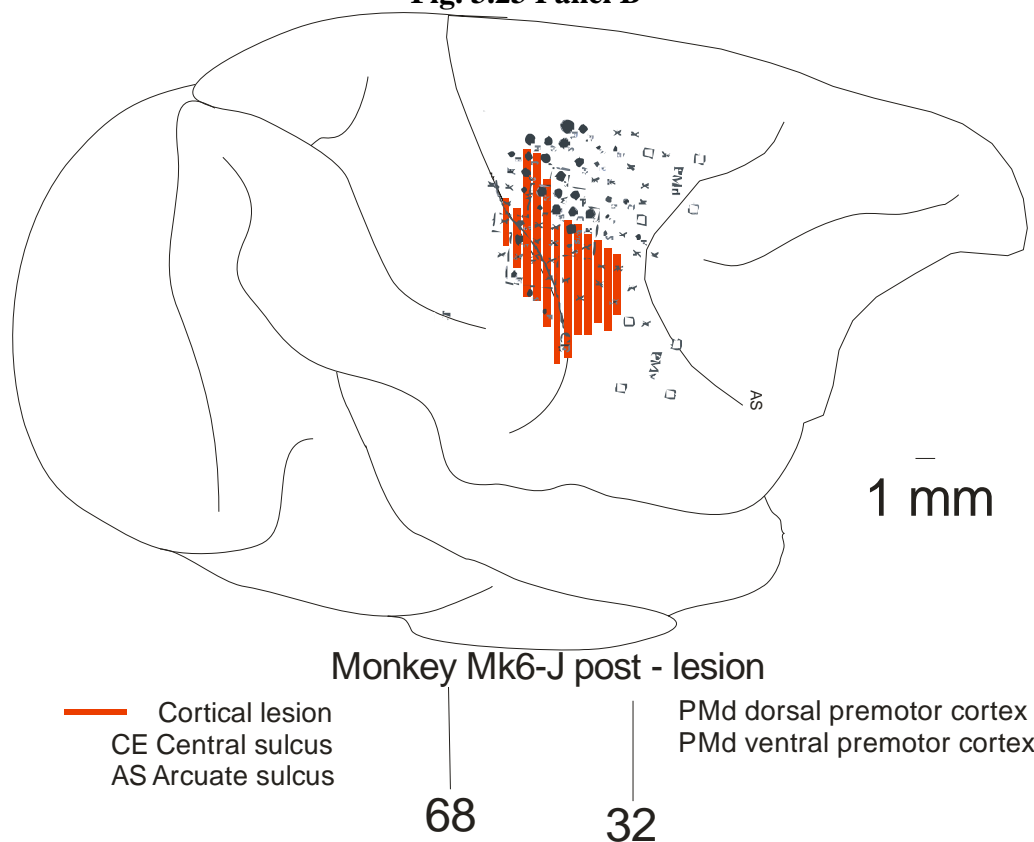 PMd
CE
PMv
AS
1 mm
Monkey Mk6-J post - lesion
Cortical lesion
CE Central sulcus
AS Arcuate sulcus
PMd dorsal premotor cortex
PMd ventral premotor cortex
68
32